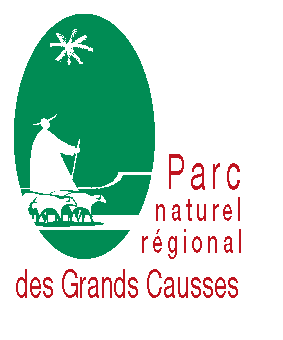 Parc
naturel
régional
des Grands Causses